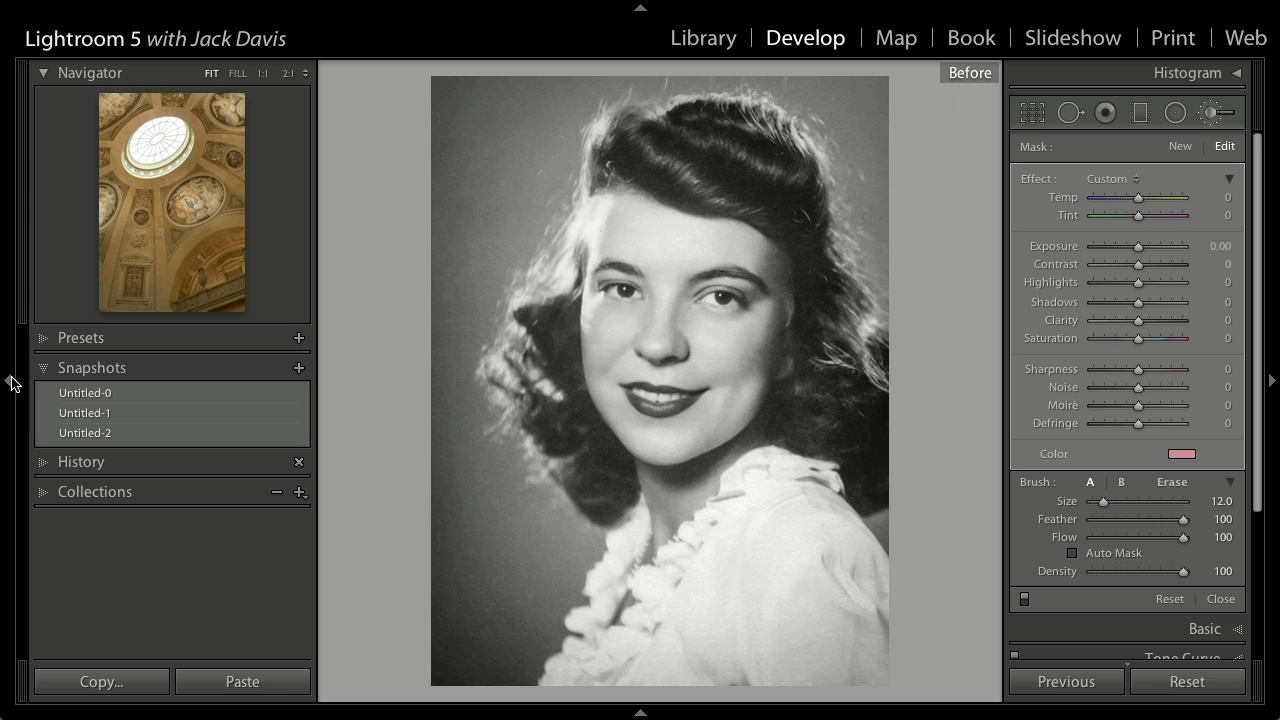 Lightroom 5 with Jack Davis
Library | Develop | Map | Book | Slideshow | Print | Web
Navigator FIT FILL 1:1 2:1
Presets
Snapshots
Untitled-0
Untitled-1
Untitled-2
History
Collections
Copy... Paste
Before
Histogram
Mask : New | Edit
Effect : Custom
Temp 0
Tint 0
Exposure 0.00
Contrast 0
Highlights 0
Shadows 0
Clarity 0
Saturation 0
Sharpness 0
Noise 0
Moiré 0
Defringe 0
Color
Brush : A | B Erase
Size 12.0
Feather 100
Flow 100
Auto Mask
Density 100
Reset | Close
Basic
Tone Curve
Previous Reset